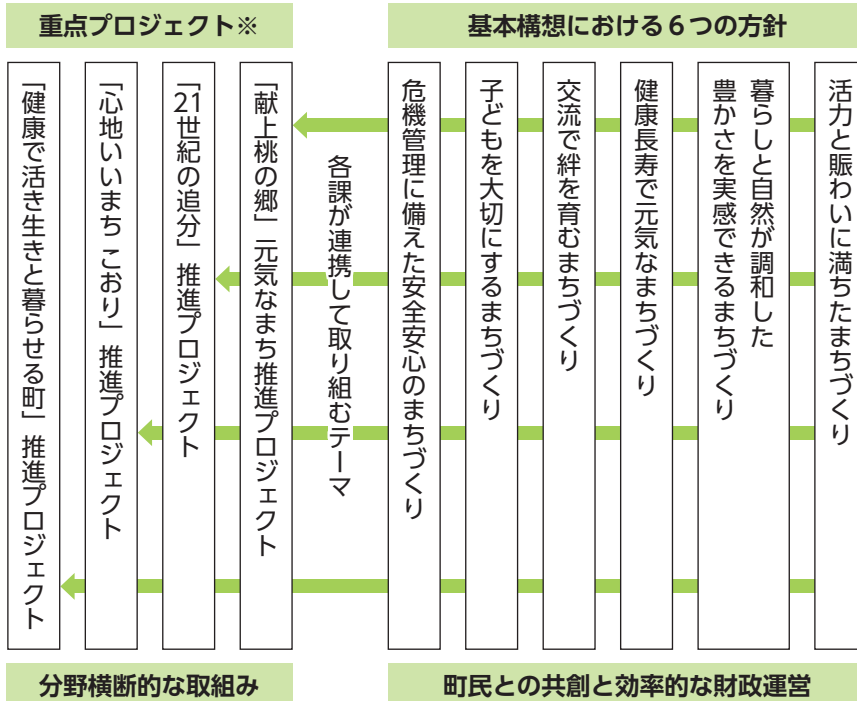 重点プロジェクト※
基本構想における6つの方針
活力と賑わいに満ちたまちづくり
暮らしと自然が調和した
豊かさを実感できるまちづくり
健康長寿で元気なまちづくり
交流で絆を育むまちづくり
子どもを大切にするまちづくり
危機管理に備えた安全安心のまちづくり
各課が連携して取り組むテーマ
「献上桃の郷」元気なまち推進プロジェクト
「21世紀の追分」推進プロジェクト
「心地いいまち こおり」推進プロジェクト
「健康で活き生きと暮らせる町」推進プロジェクト
分野横断的な取組み
町民との共創と効率的な財政運営